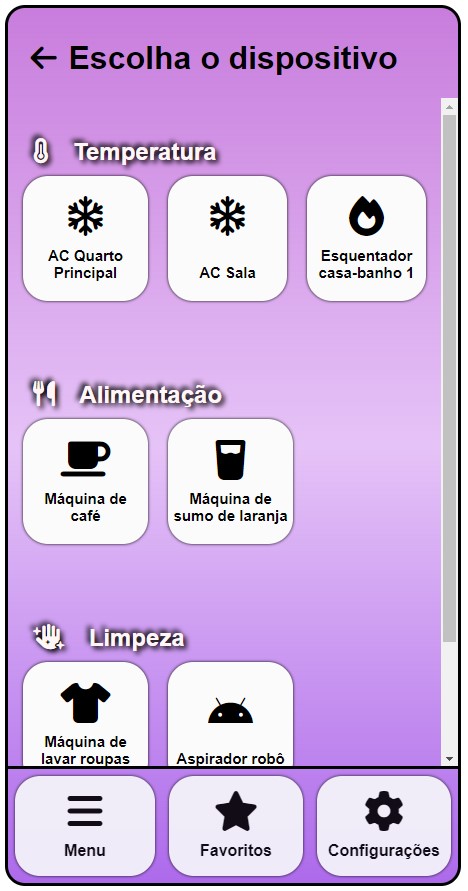 Escolha o dispositivo
Temperatura
AC Quarto
Principal
AC Sala
Esquentador
casa-banho 1
Alimentação
Máquina de
café
Máquina de
sumo de laranja
Limpeza
Máquina de
lavar roupas
Aspirador robô
Menu
Favoritos
Configurações